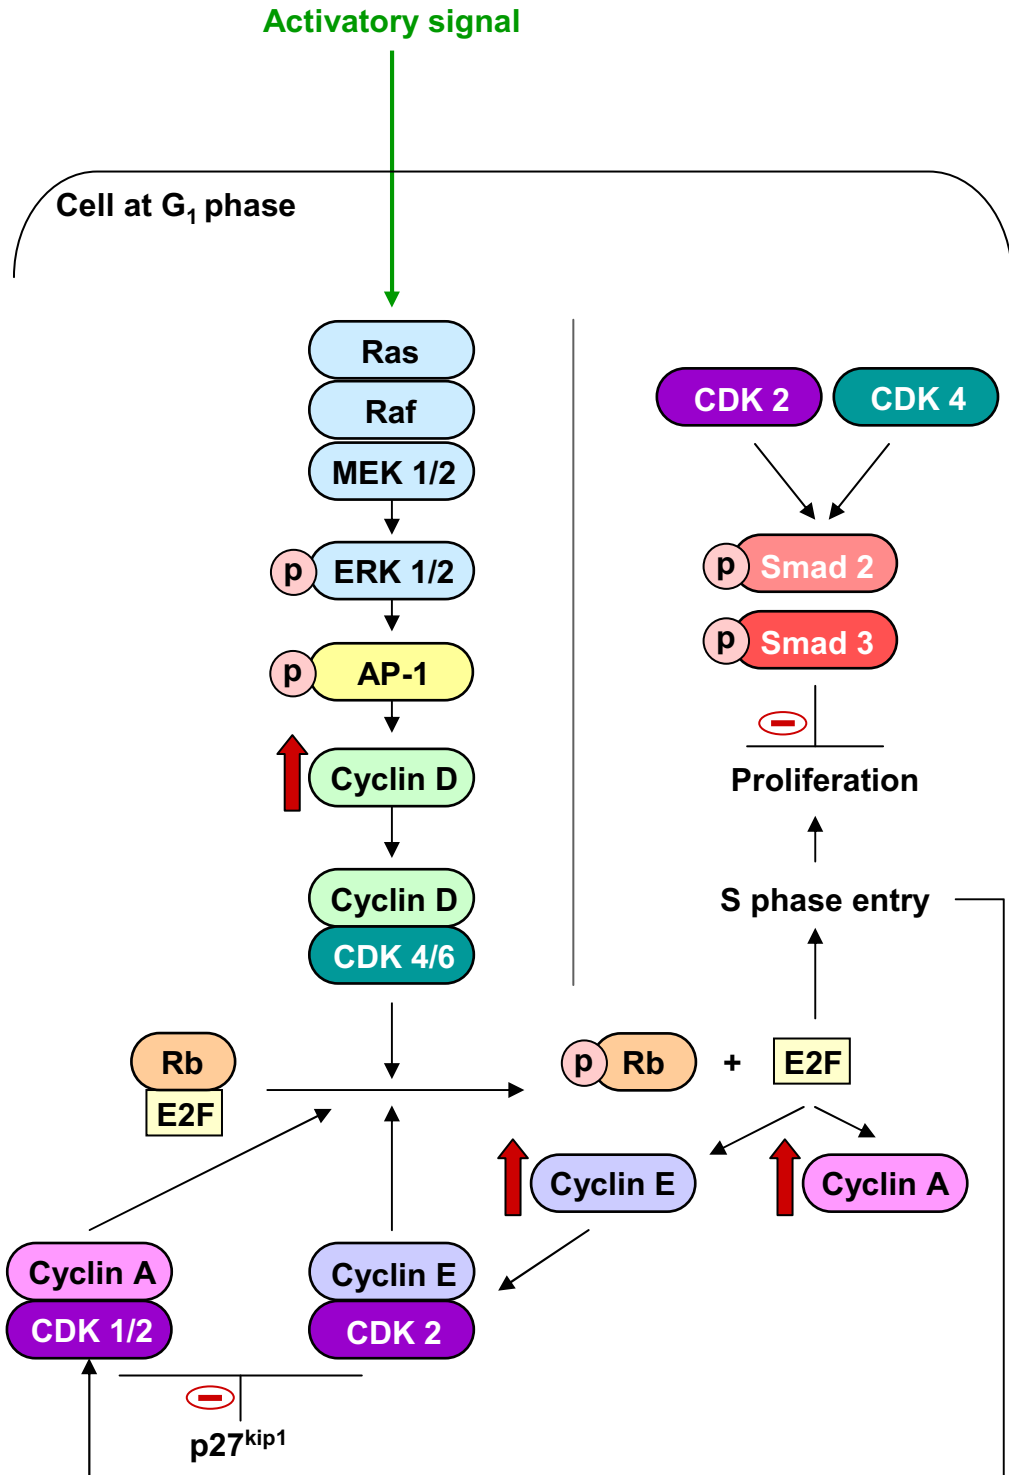 Activatory signal
Cell at G₁ phase
Ras
Raf
MEK 1/2
p
ERK 1/2
p
AP-1
Cyclin D
Cyclin D
CDK 4/6
CDK 2
CDK 4
p
Smad 2
p
Smad 3
Proliferation
S phase entry
Rb
E2F
p
Rb
+
E2F
Cyclin E
Cyclin A
Cyclin A
CDK 1/2
Cyclin E
CDK 2
p27ᵏⁱᵖ¹